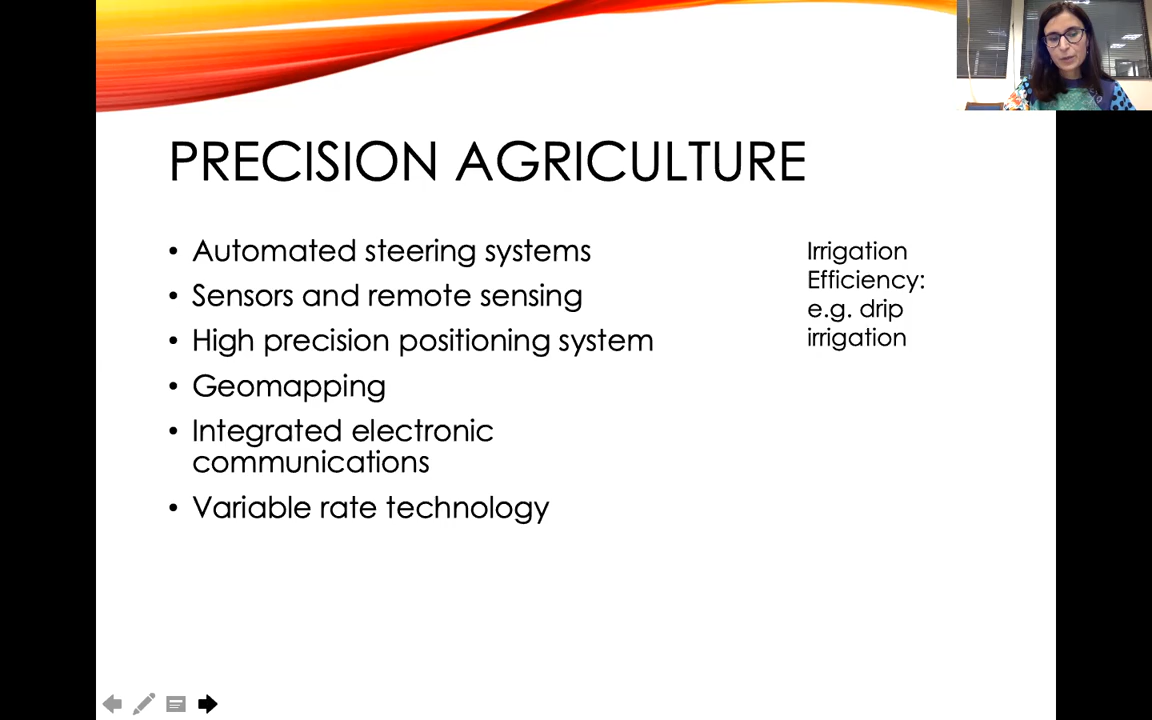 PRECISION AGRICULTURE
• Automated steering systems
• Sensors and remote sensing
• High precision positioning system
• Geomapping
• Integrated electronic
communications
• Variable rate technology
Irrigation
Efficiency:
e.g. drip
irrigation